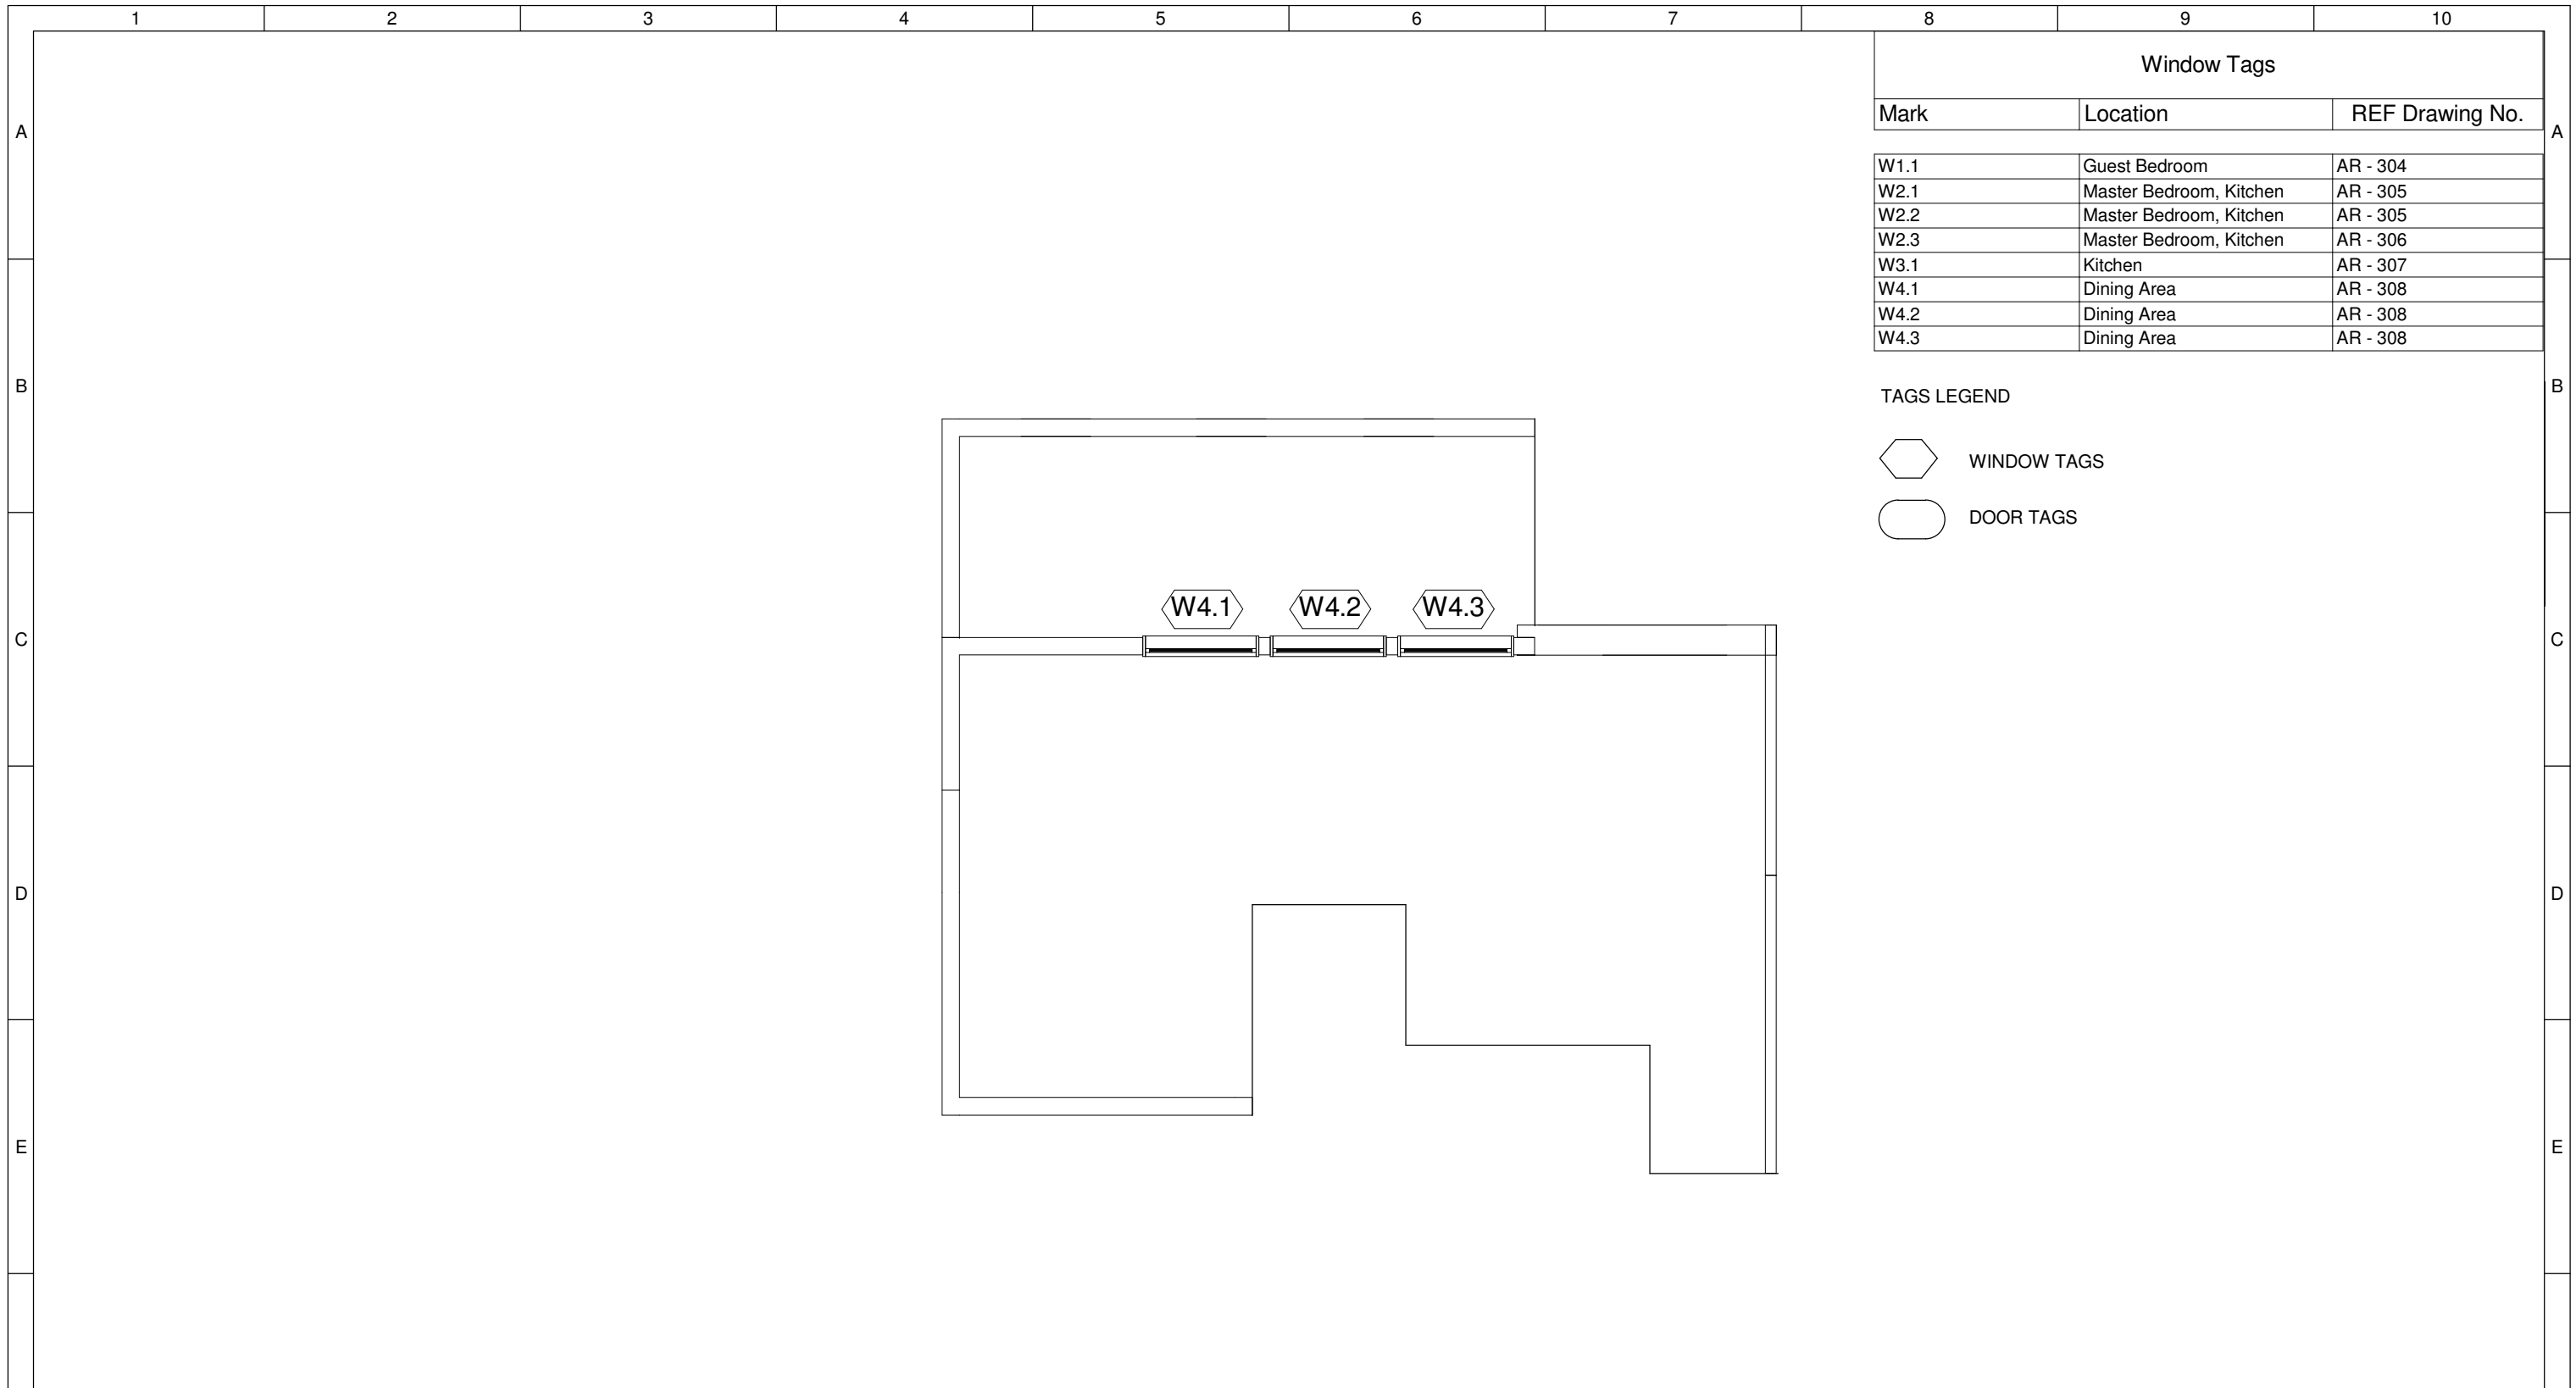 1 2 3 4 5 6 7 8 9 10
Window Tags
Mark Location REF Drawing No.
A A
W1.1 Guest Bedroom AR - 304
W2.1 Master Bedroom, Kitchen AR - 305
W2.2 Master Bedroom, Kitchen AR - 305
W2.3 Master Bedroom, Kitchen AR - 306
W3.1 Kitchen AR - 307
W4.1 Dining Area AR - 308
W4.2 Dining Area AR - 308
W4.3 Dining Area AR - 308
B B
TAGS LEGEND
WINDOW TAGS
DOOR TAGS
W4.1 W4.2 W4.3
C C
D D
E E